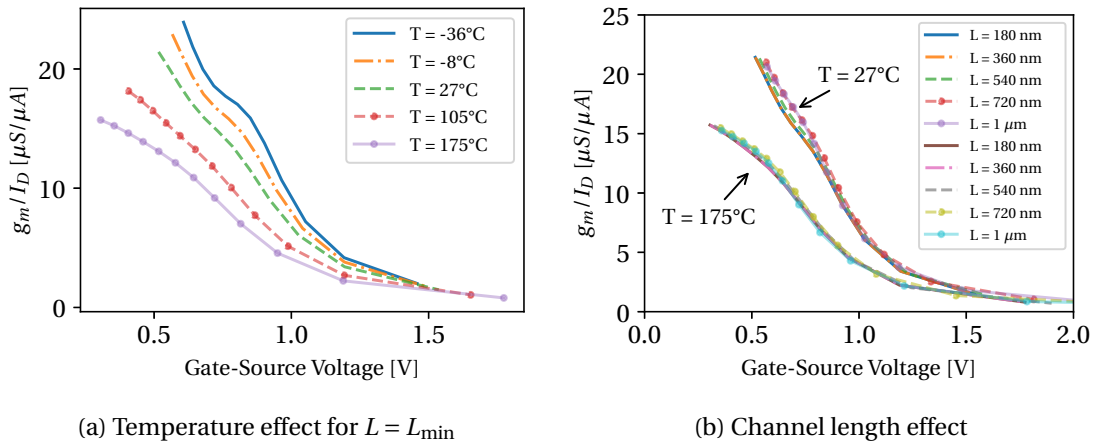 g_m/I_D [μS/μA]
20
10
0
0.5
1.0
1.5
Gate-Source Voltage [V]
T = -36°C
T = -8°C
T = 27°C
T = 105°C
T = 175°C
(a) Temperature effect for L = L_min
g_m/I_D [μS/μA]
25
20
15
10
5
0
0.0
0.5
1.0
1.5
2.0
Gate-Source Voltage [V]
T = 27°C
T = 175°C
L = 180 nm
L = 360 nm
L = 540 nm
L = 720 nm
L = 1 μm
L = 180 nm
L = 360 nm
L = 540 nm
L = 720 nm
L = 1 μm
(b) Channel length effect